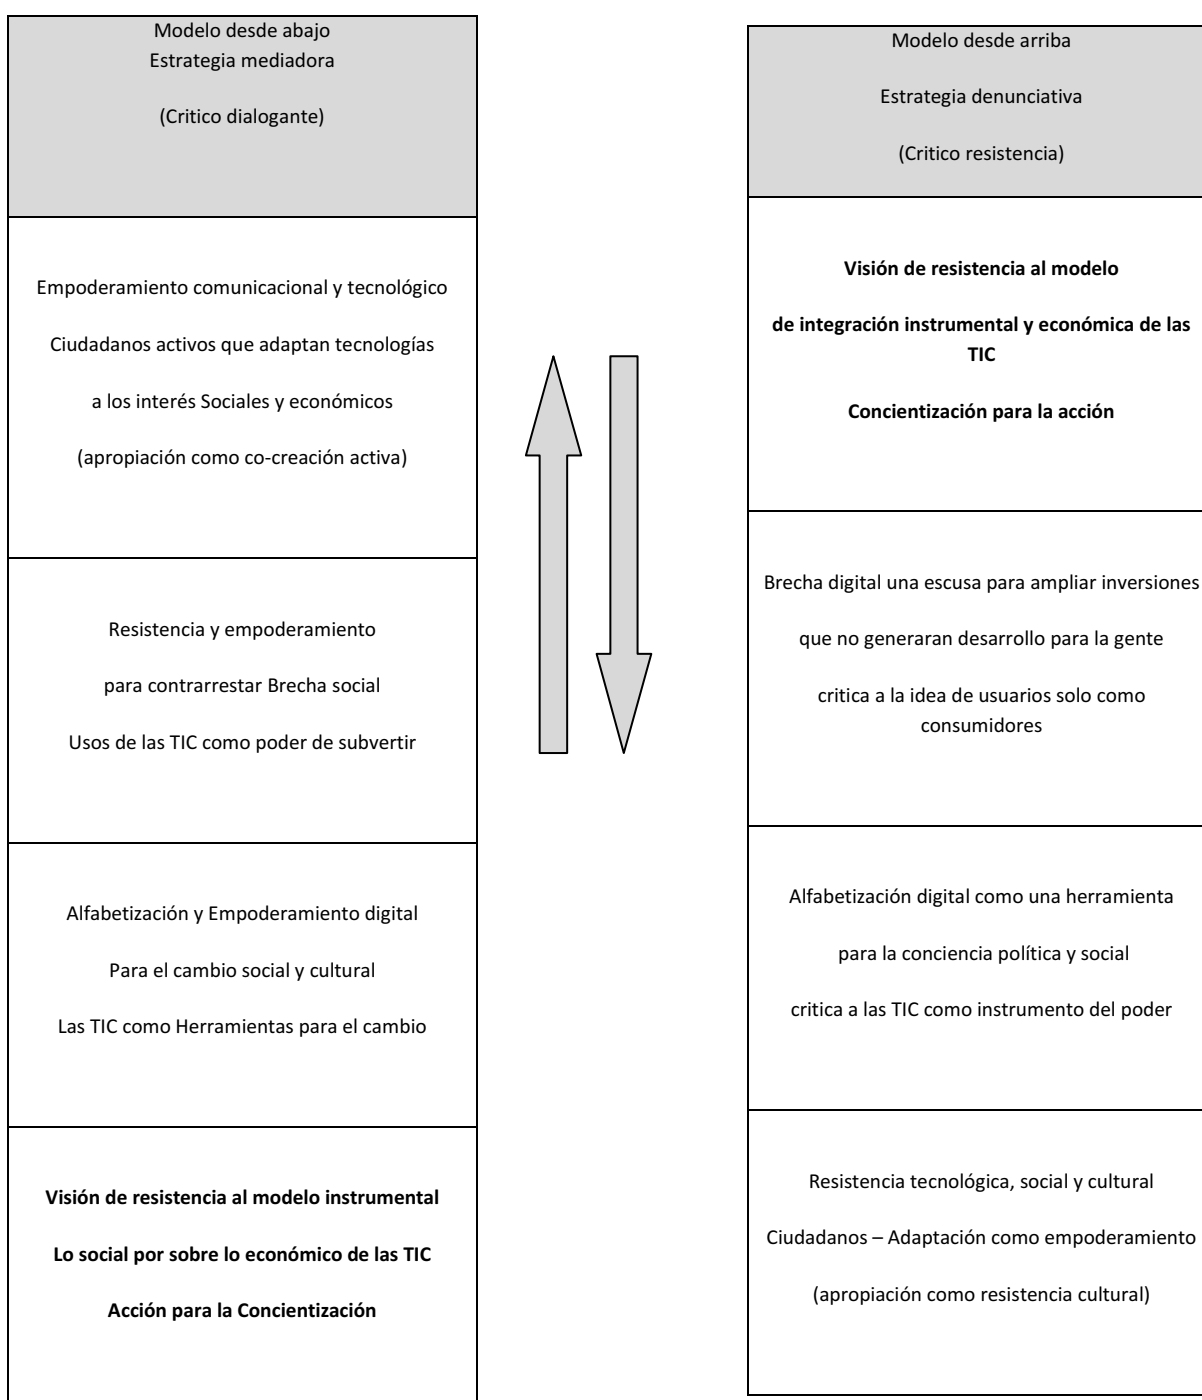 Modelo desde abajo
Estrategia mediadora
(Critico dialogante)
Empoderamiento comunicacional y tecnológico
Ciudadanos activos que adaptan tecnologías
a los interés Sociales y económicos
(apropiación como co-creación activa)
Resistencia y empoderamiento
para contrarrestar Brecha social
Usos de las TIC como poder de subvertir
Alfabetización y Empoderamiento digital
Para el cambio social y cultural
Las TIC como Herramientas para el cambio
Visión de resistencia al modelo instrumental
Lo social por sobre lo económico de las TIC
Acción para la Concientización
Modelo desde arriba
Estrategia denunciativa
(Critico resistencia)
Visión de resistencia al modelo
de integración instrumental y económica de las
TIC
Concientización para la acción
Brecha digital una escusa para ampliar inversiones
que no generaran desarrollo para la gente
critica a la idea de usuarios solo como
consumidores
Alfabetización digital como una herramienta
para la conciencia política y social
critica a las TIC como instrumento del poder
Resistencia tecnológica, social y cultural
Ciudadanos – Adaptación como empoderamiento
(apropiación como resistencia cultural)